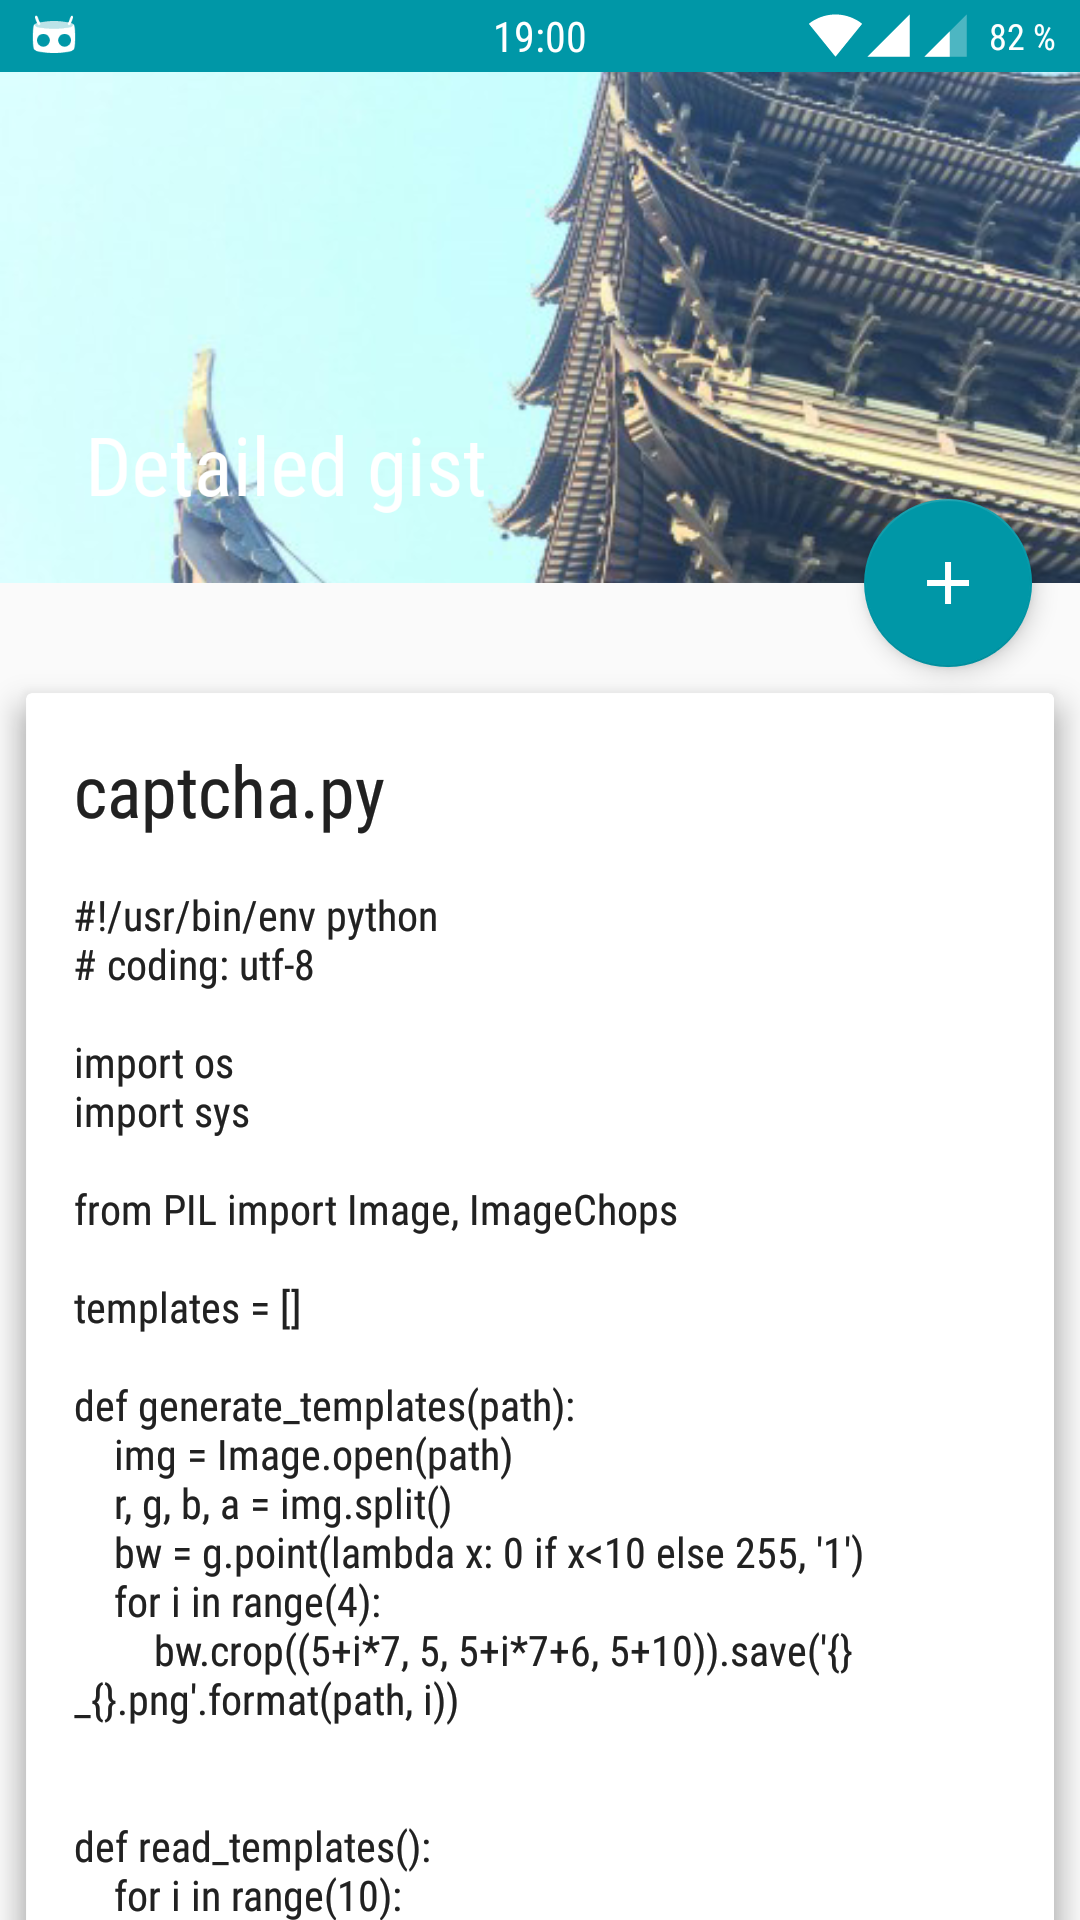 19:00
82 %
Detailed gist
captcha.py
#!/usr/bin/env python
# coding: utf-8
import os
import sys
from PIL import Image, ImageChops
templates = []
def generate_templates(path):
    img = Image.open(path)
    r, g, b, a = img.split()
    bw = g.point(lambda x: 0 if x<10 else 255, '1')
    for i in range(4):
        bw.crop((5+i*7, 5, 5+i*7+6, 5+10)).save('{}
_{}.png'.format(path, i))
def read_templates():
    for i in range(10):